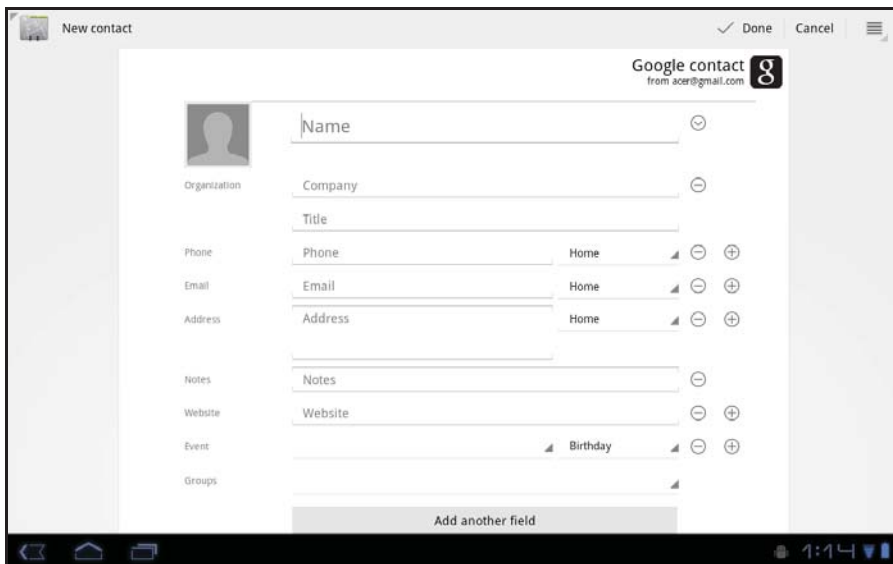 New contact Done Cancel
Google contact
from acer@gmail.com
g
Name
Organization Company
Title
Phone Phone Home
Email Email Home
Address Address Home
Notes Notes
Website Website
Event Birthday
Groups
Add another field
1:14